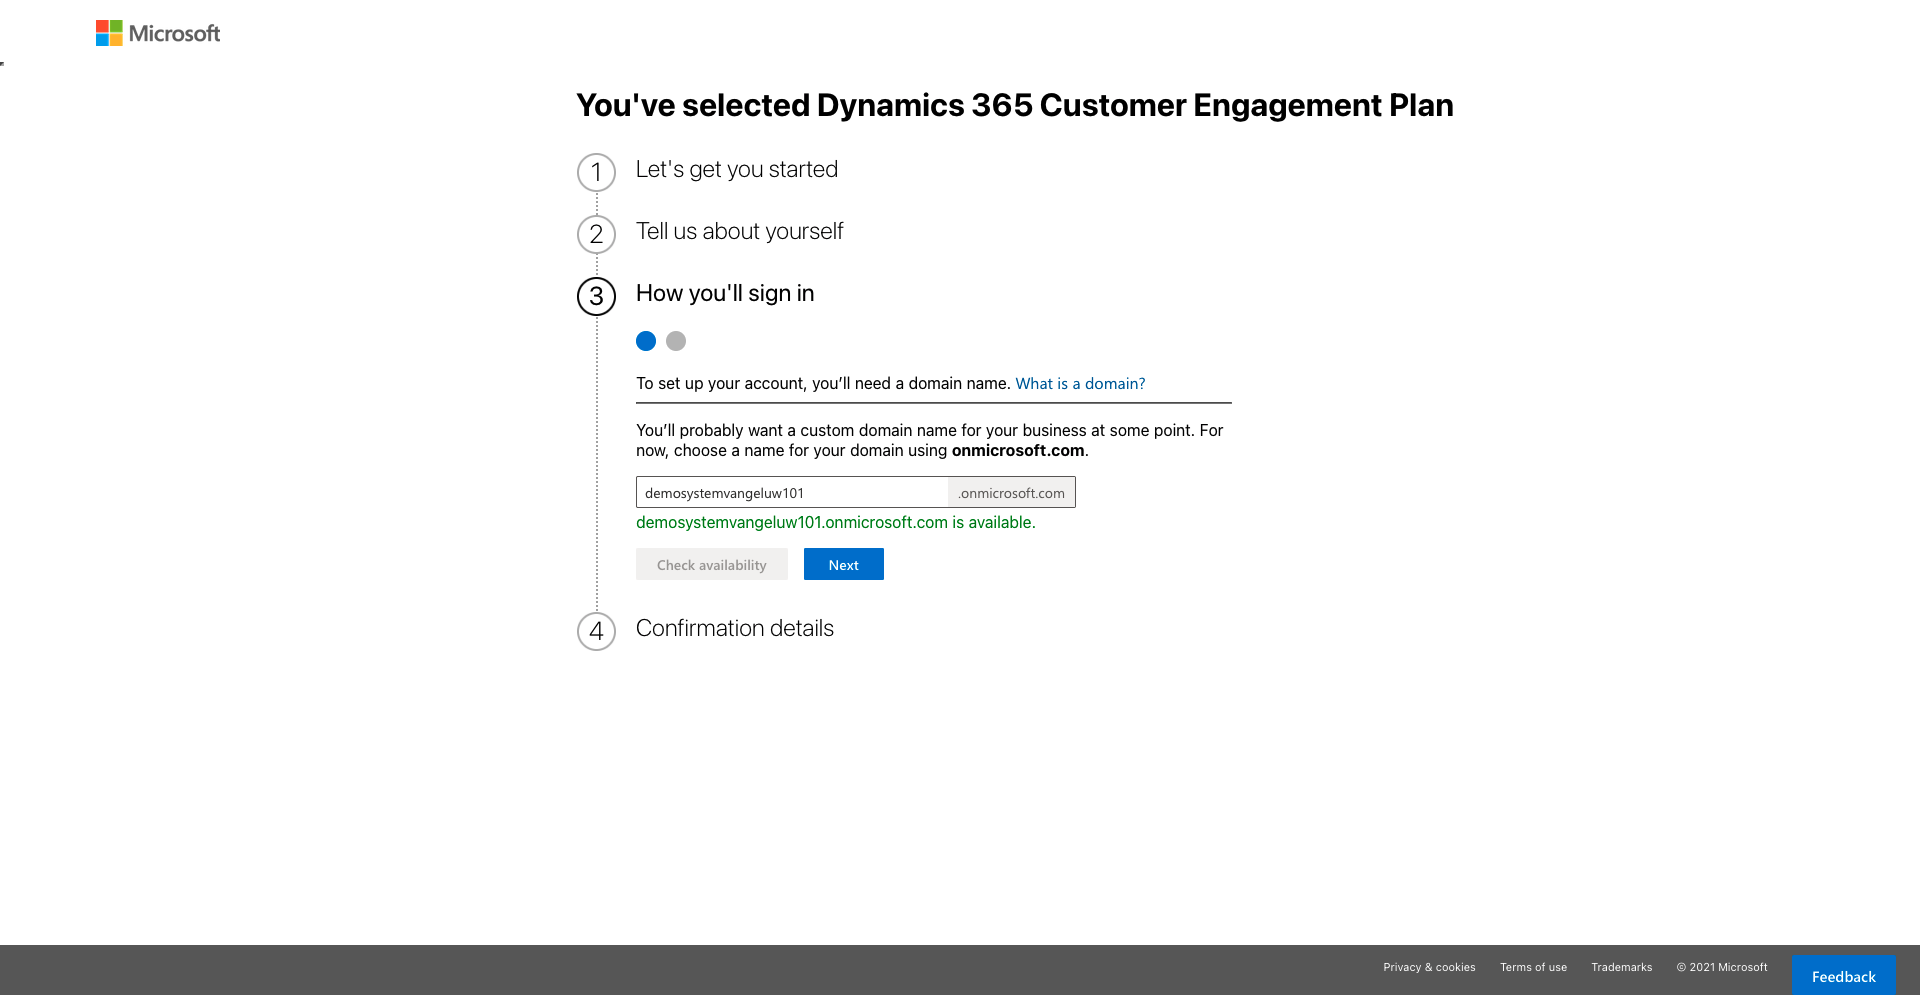 Microsoft
You've selected Dynamics 365 Customer Engagement Plan
1 Let's get you started
2 Tell us about yourself
3 How you'll sign in
To set up your account, you’ll need a domain name. What is a domain?
You’ll probably want a custom domain name for your business at some point. For
now, choose a name for your domain using onmicrosoft.com.
demosystemvangeluw101 .onmicrosoft.com
demosystemvangeluw101.onmicrosoft.com is available.
Check availability Next
4 Confirmation details
Privacy & cookies Terms of use Trademarks © 2021 Microsoft Feedback